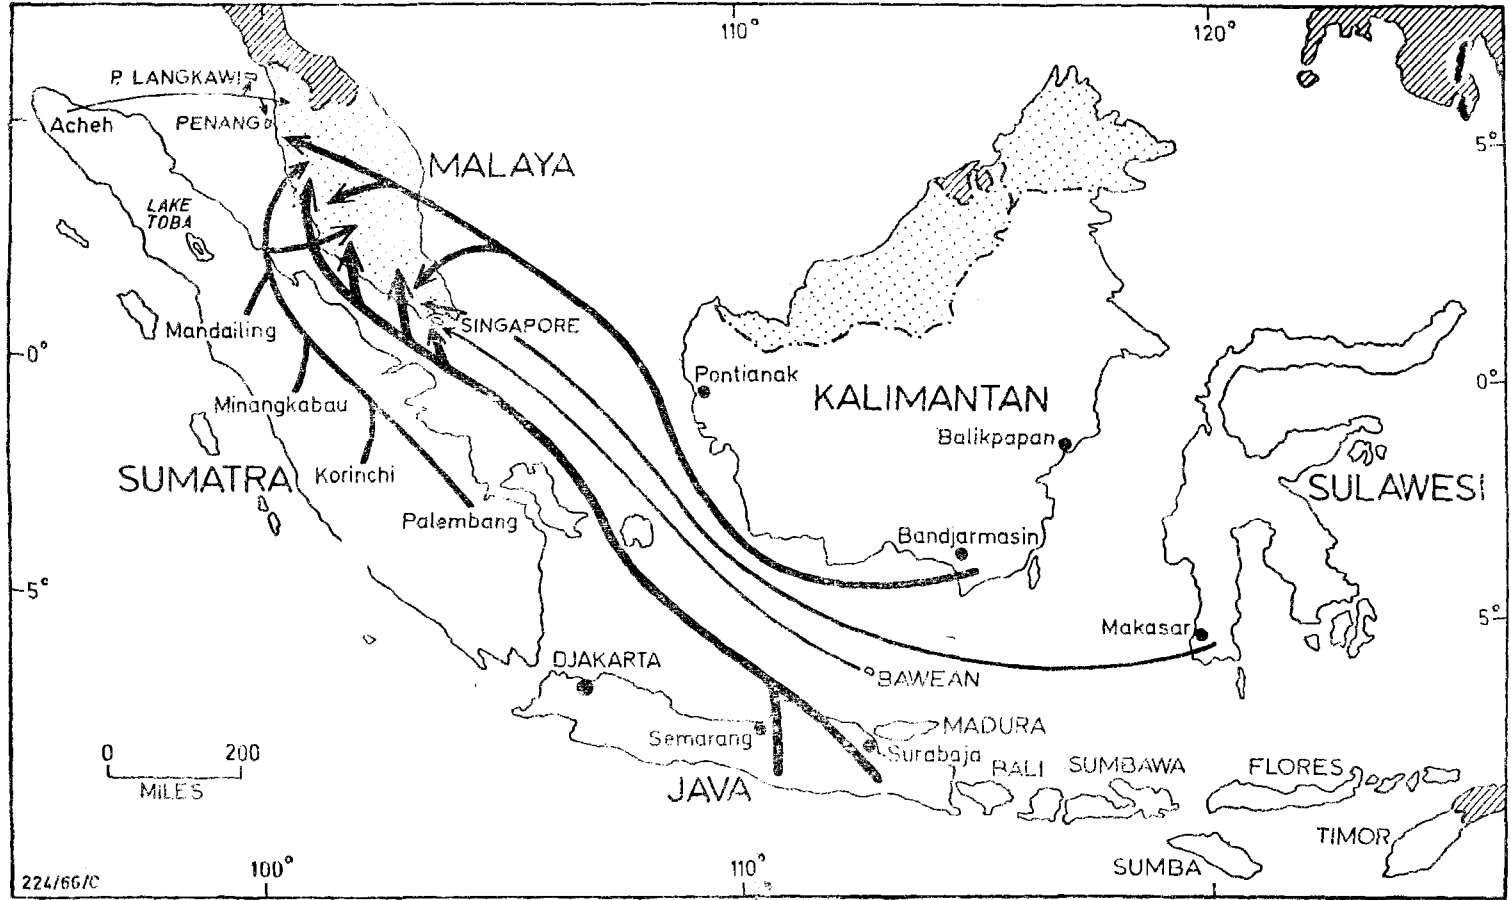 110°
120°
P. LANGKAWI
Acheh
PENANG
MALAYA
5°
LAKE
TOBA
Mandailing
SINGAPORE
0°
Pontianak
KALIMANTAN
0°
Minangkabau
Balikpapan
SUMATRA
Korinchi
SULAWESI
Palembang
Bandjarmasin
5°
Makasar
5°
DJAKARTA
BAWEAN
MADURA
Semarang
Surabaja
0 200
MILES
JAVA
BALI
SUMBAWA
FLORES
TIMOR
SUMBA
100°
110°
224/66/C